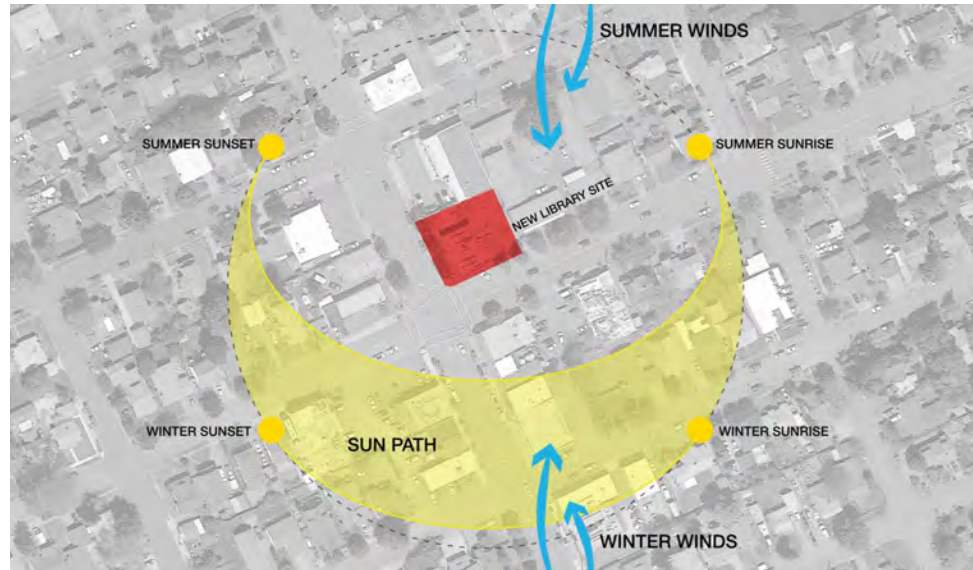 SUMMER WINDS
SUMMER SUNSET
SUMMER SUNRISE
NEW LIBRARY SITE
WINTER SUNSET
WINTER SUNRISE
SUN PATH
WINTER WINDS